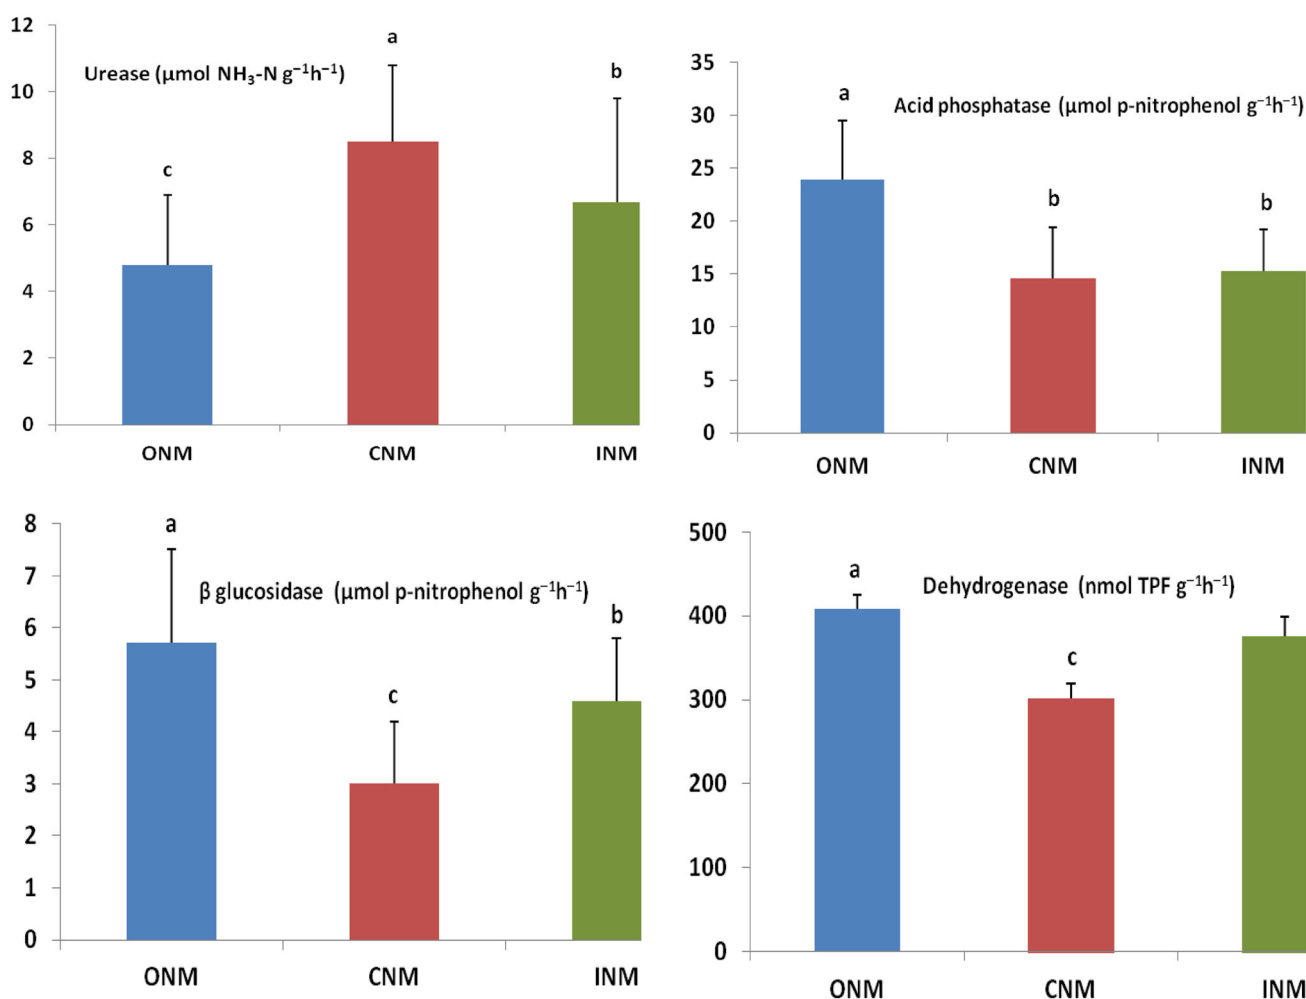 12
10
8
6
4
2
0
Urease (μmol NH₃-N g⁻¹h⁻¹)
c
a
b
ONM
CNM
INM
35
30
25
20
15
10
5
0
Acid phosphatase (μmol p-nitrophenol g⁻¹h⁻¹)
a
b
b
ONM
CNM
INM
8
7
6
5
4
3
2
1
0
β glucosidase (μmol p-nitrophenol g⁻¹h⁻¹)
a
c
b
ONM
CNM
INM
500
400
300
200
100
0
Dehydrogenase (nmol TPF g⁻¹h⁻¹)
a
c
ONM
CNM
INM